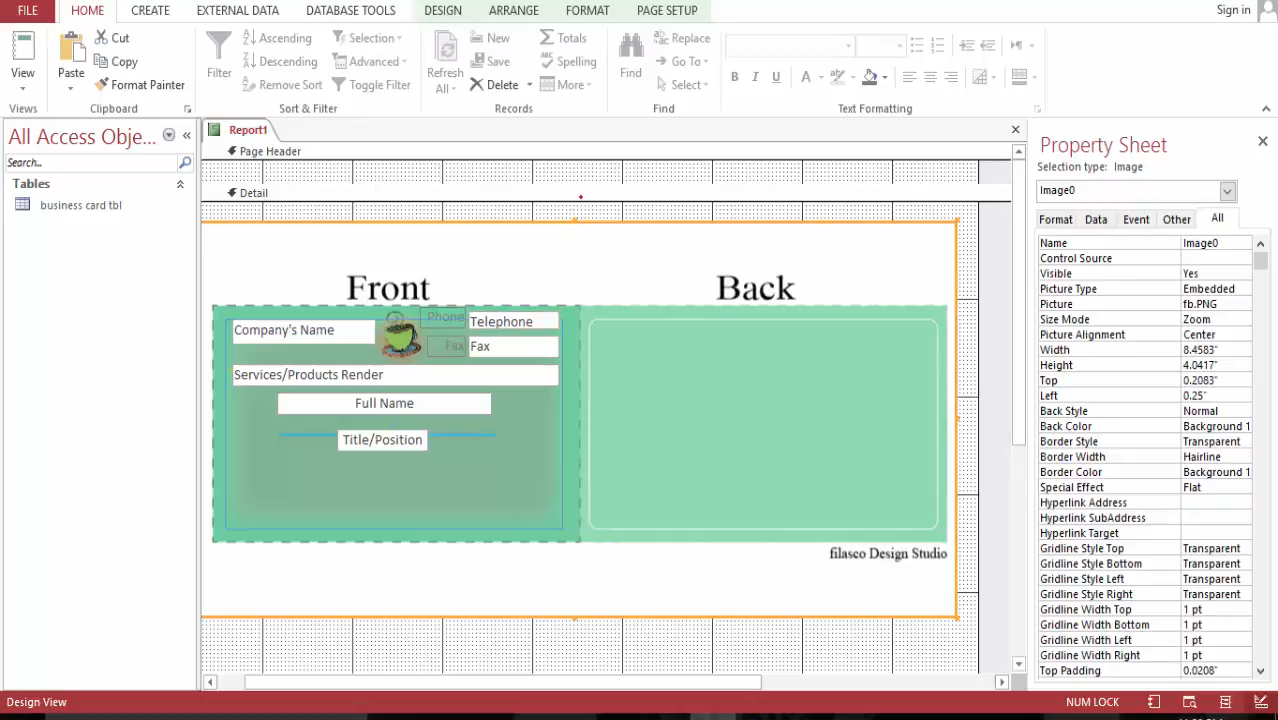 FILE HOME CREATE EXTERNAL DATA DATABASE TOOLS DESIGN ARRANGE FORMAT PAGE SETUP Sign in
View
Views
Paste
Cut
Copy
Format Painter
Clipboard
Filter
Ascending
Descending
Remove Sort
Selection
Advanced
Toggle Filter
Sort & Filter
Refresh
All
New
Save
Delete
Totals
Spelling
More
Records
Find
Replace
Go To
Select
Find
B I U A
Text Formatting
All Access Obje...
Search..
Tables
business card tbl
Report1
Page Header
Detail
Front Back
Company's Name
Phone Telephone
Fax Fax
Services/Products Render
Full Name
Title/Position
filasco Design Studio
Property Sheet
Selection type: Image
Image0
Format Data Event Other All
Name Image0
Control Source
Visible Yes
Picture Type Embedded
Picture fb.PNG
Size Mode Zoom
Picture Alignment Center
Width 8.4583"
Height 4.0417"
Top 0.2083"
Left 0.25"
Back Style Normal
Back Color Background 1
Border Style Transparent
Border Width Hairline
Border Color Background 1
Special Effect Flat
Hyperlink Address
Hyperlink SubAddress
Hyperlink Target
Gridline Style Top Transparent
Gridline Style Bottom Transparent
Gridline Style Left Transparent
Gridline Style Right Transparent
Gridline Width Top 1 pt
Gridline Width Bottom 1 pt
Gridline Width Left 1 pt
Gridline Width Right 1 pt
Top Padding 0.0208"
Design View NUM LOCK